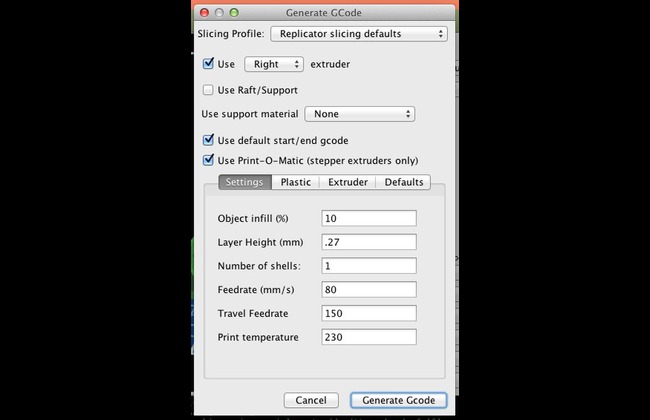 Generate GCode
Slicing Profile: Replicator slicing defaults
Use Right extruder
Use Raft/Support
Use support material None
Use default start/end gcode
Use Print-O-Matic (stepper extruders only)
Settings Plastic Extruder Defaults
Object infill (%) 10
Layer Height (mm) .27
Number of shells: 1
Feedrate (mm/s) 80
Travel Feedrate 150
Print temperature 230
Cancel Generate Gcode